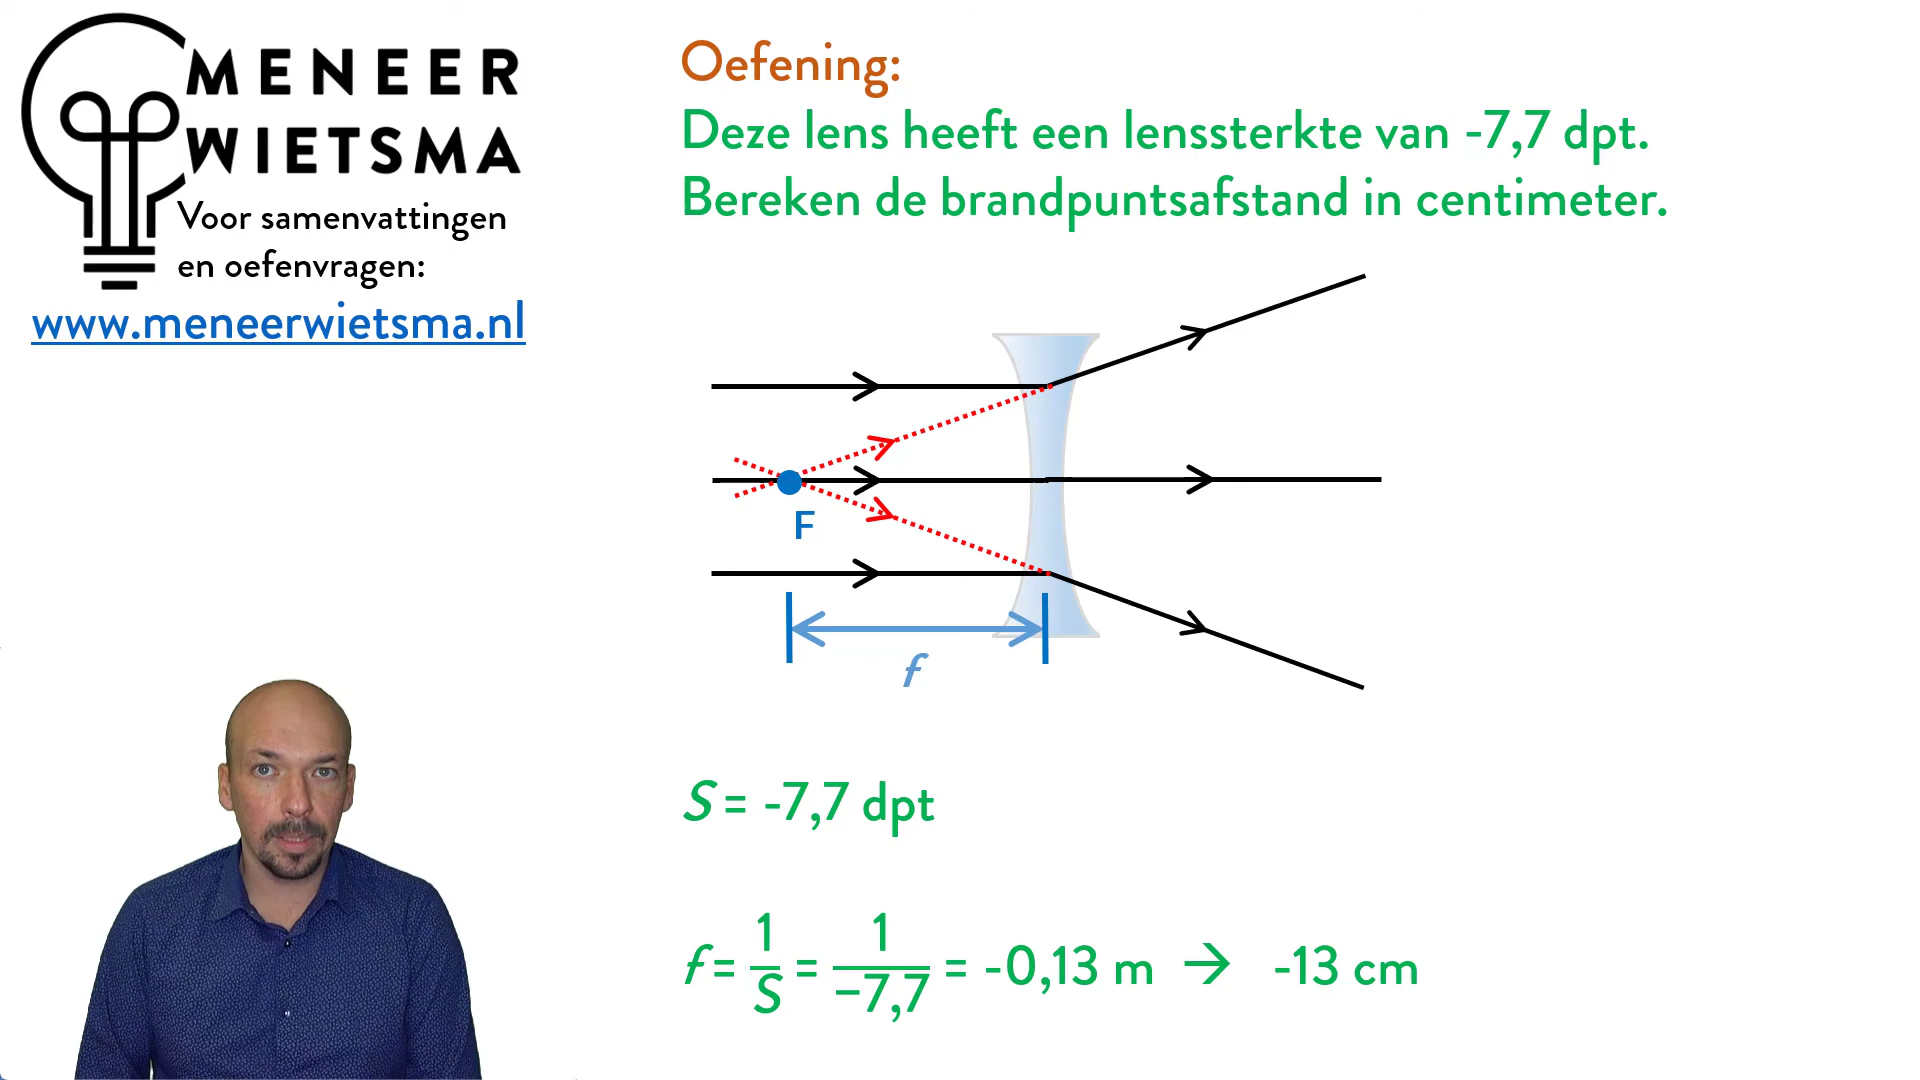 MENEER
WIETSMA
Voor samenvattingen
en oefenvragen:
www.meneerwietsma.nl
Oefening:
Deze lens heeft een lenssterkte van -7,7 dpt.
Bereken de brandpuntsafstand in centimeter.
F
f
S = -7,7 dpt
f = 1/S = 1/−7,7 = -0,13 m → -13 cm